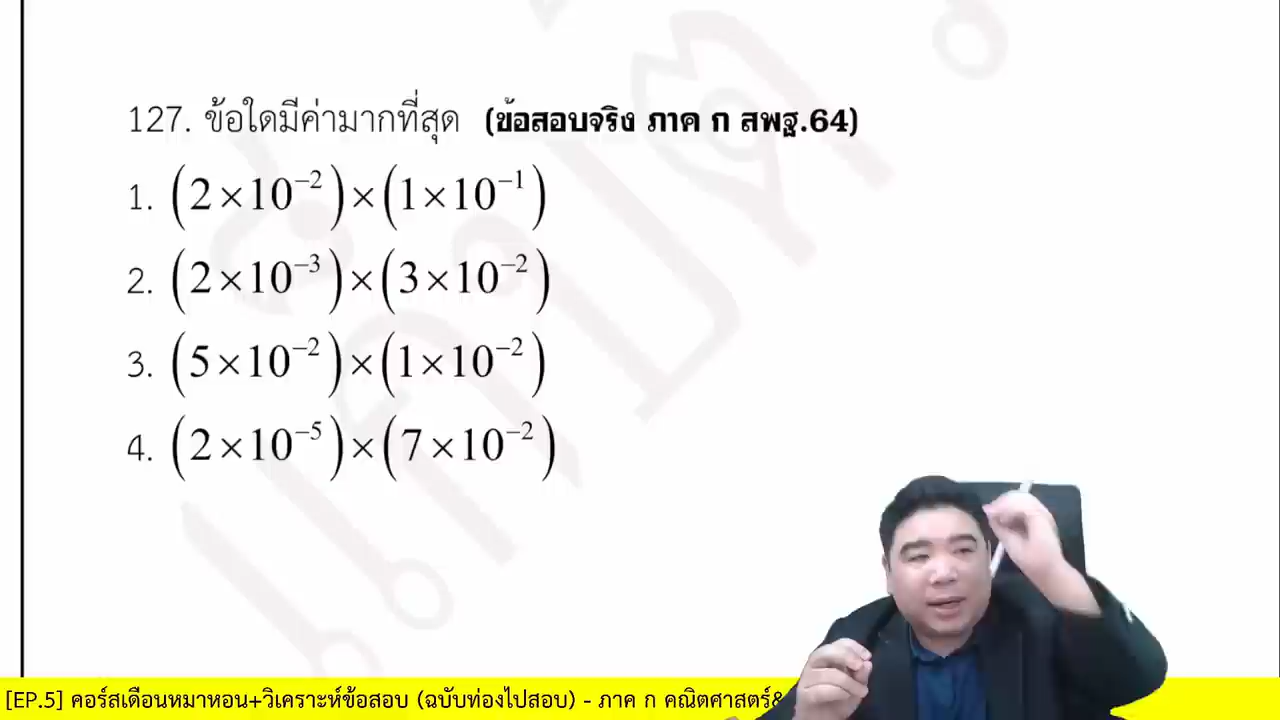 127. ข้อใดมีค่ามากที่สุด (ข้อสอบจริง ภาค ก สพฐ.64)
1. (2×10⁻²)×(1×10⁻¹)
2. (2×10⁻³)×(3×10⁻²)
3. (5×10⁻²)×(1×10⁻²)
4. (2×10⁻⁵)×(7×10⁻²)
[EP.5] คอร์สเดือนหมาหอน+วิเคราะห์ข้อสอบ (ฉบับท่องไปสอบ) - ภาค ก คณิตศาสตร์&